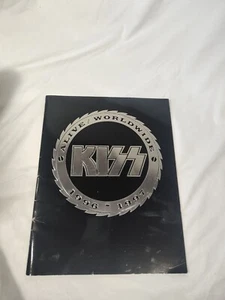 ALIVE / WORLDWIDE
KISS
1996 - 1997